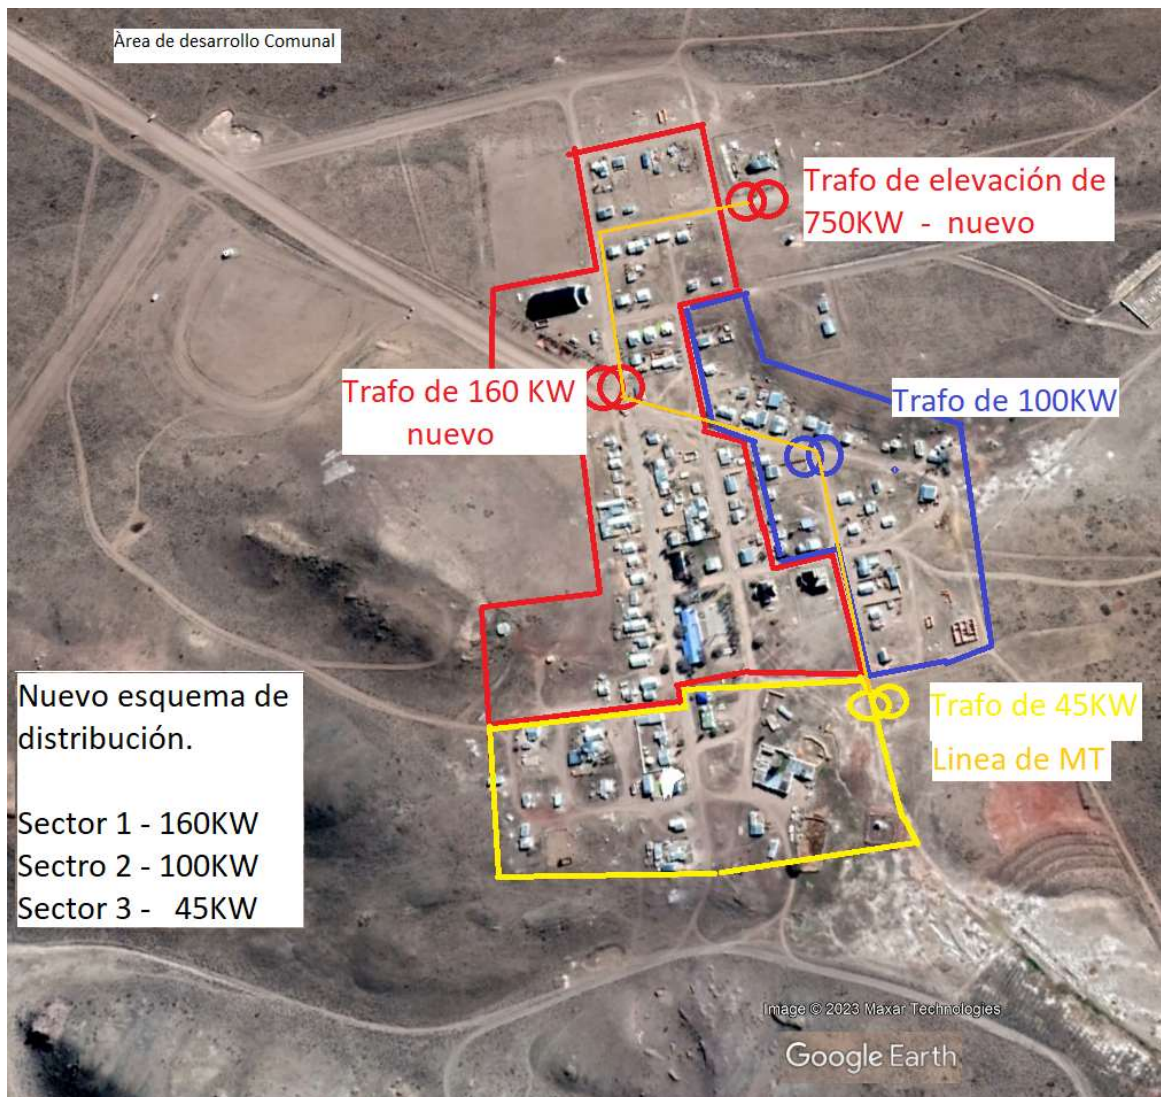 Àrea de desarrollo Comunal
Trafo de elevación de
750KW - nuevo
Trafo de 160 KW
nuevo
Trafo de 100KW
Nuevo esquema de
distribución.
Sector 1 - 160KW
Sectro 2 - 100KW
Sector 3 - 45KW
Trafo de 45KW
Linea de MT
Image © 2023 Maxar Technologies
Google Earth